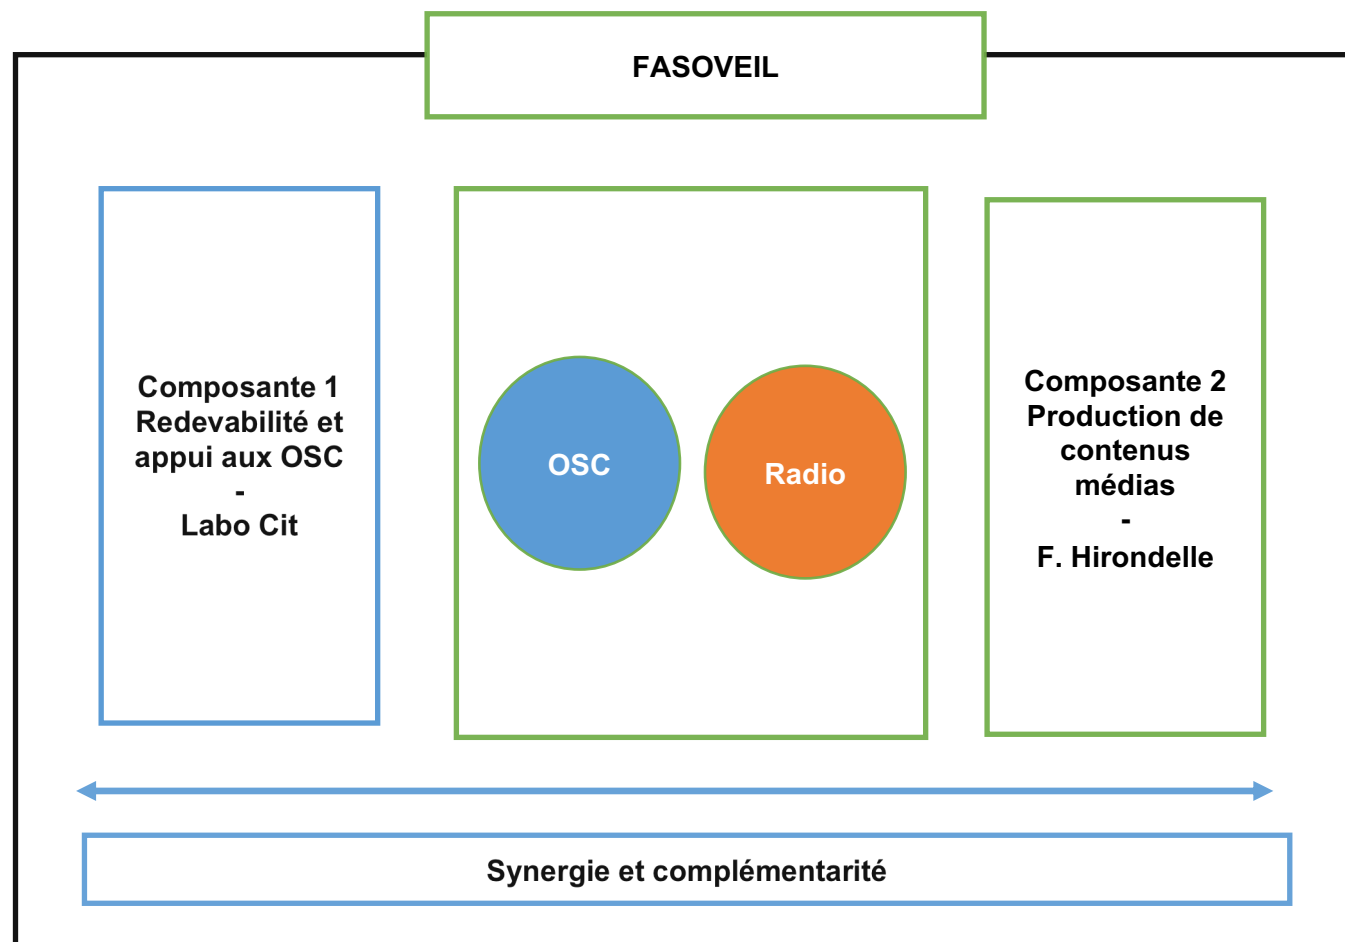 FASOVEIL
Composante 1
Redevabilité et
appui aux OSC
-
Labo Cit
OSC
Radio
Composante 2
Production de
contenus
médias
-
F. Hirondelle
Synergie et complémentarité